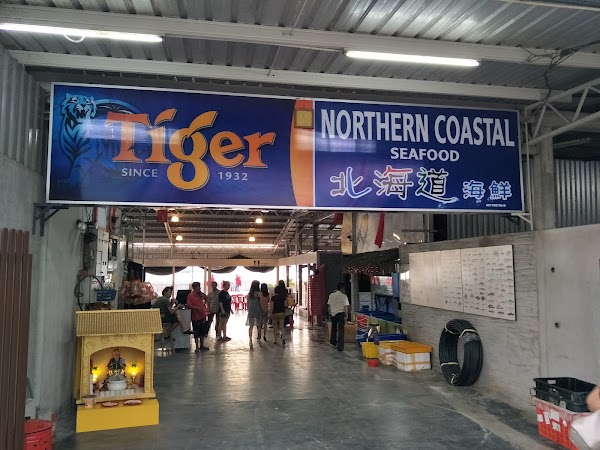 Tiger
SINCE 1932
NORTHERN COASTAL
SEAFOOD
北海道 海鮮